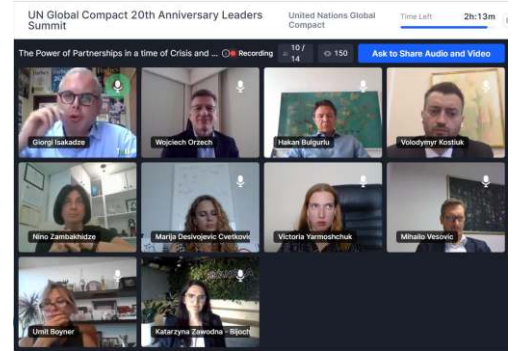 UN Global Compact 20th Anniversary Leaders
Summit
United Nations Global
Compact
Time Left
2h:13m
The Power of Partnerships in a time of Crisis and ...
Recording
10 /
14
150
Ask to Share Audio and Video
Giorgi Isakadze
Wojciech Orzech
Hakan Bulgurlu
Volodymyr Kostiuk
Nino Zambakhidze
Marija Desivojevic Cvetkovic
Victoria Yarmoshchuk
Mihailo Vesovic
Umit Boyner
Katarzyna Zawodna - Bijoch